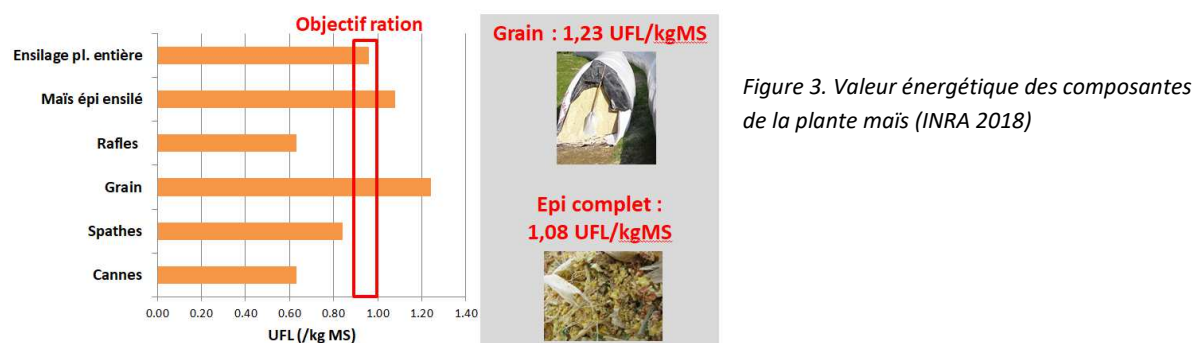 Objectif ration
Ensilage pl. entière
Maïs épi ensilé
Rafles
Grain
Spathes
Cannes
0.00 0.20 0.40 0.60 0.80 1.00 1.20 1.40
UFL (/kg MS)
Grain : 1,23 UFL/kgMS
Epi complet :
1,08 UFL/kgMS
Figure 3. Valeur énergétique des composantes
de la plante maïs (INRA 2018)